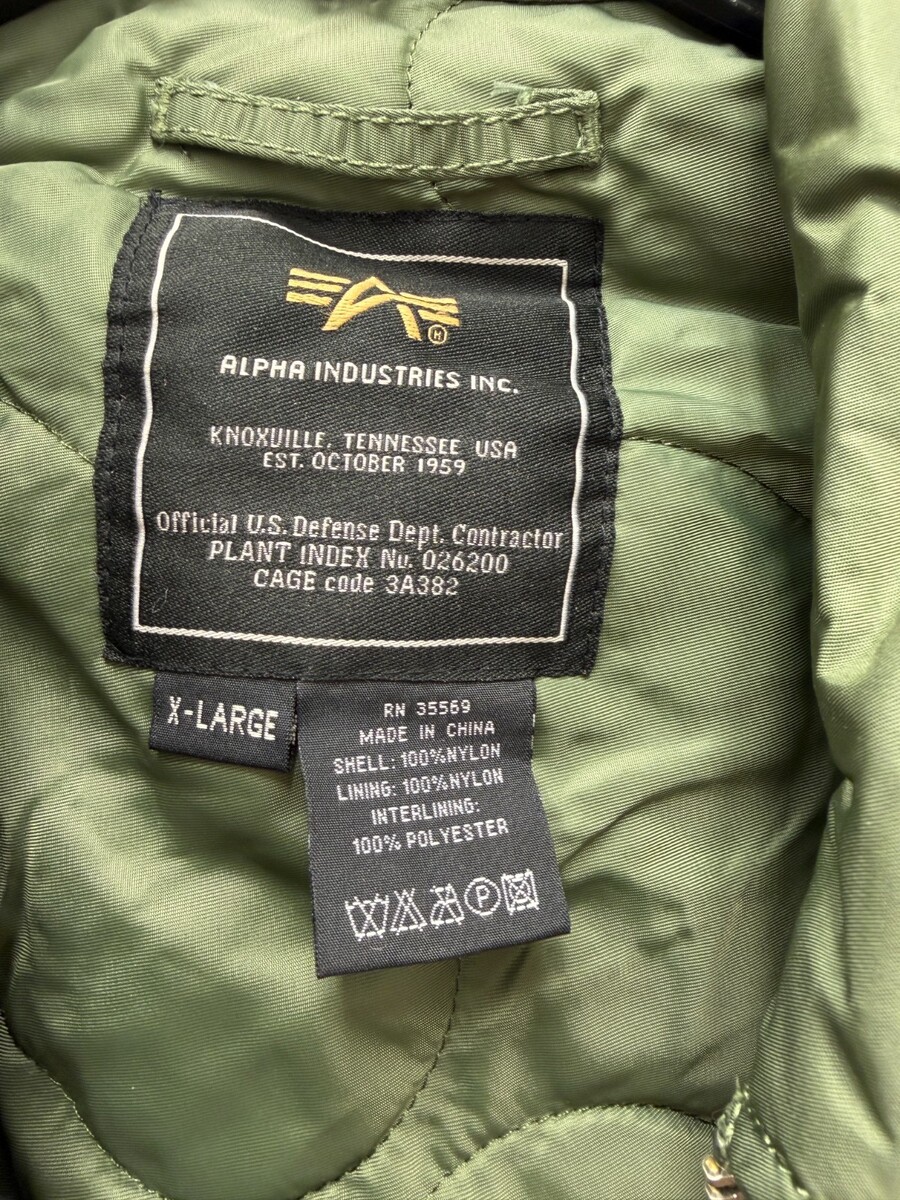 ALPHA INDUSTRIES INC.
KNOXVILLE, TENNESSEE USA
EST. OCTOBER 1959
Official U.S. Defense Dept. Contractor
PLANT INDEX No. 026200
CAGE code 3A382
X-LARGE
RN 35569
MADE IN CHINA
SHELL: 100%NYLON
LINING: 100%NYLON
INTERLINING:
100% POLYESTER
P